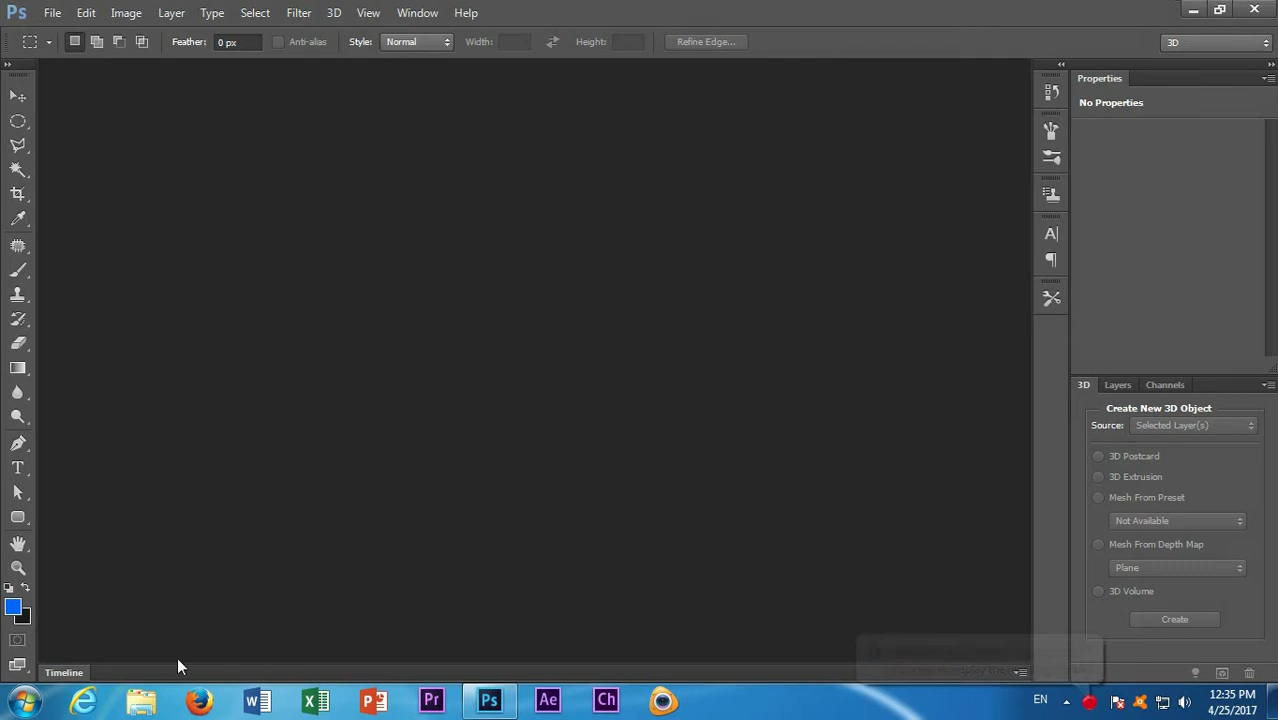 Ps File Edit Image Layer Type Select Filter 3D View Window Help
Feather: 0 px Anti-alias Style: Normal Width: Height: Refine Edge... 3D
Properties
No Properties
3D Layers Channels
Create New 3D Object
Source: Selected Layer(s)
3D Postcard
3D Extrusion
Mesh From Preset
Not Available
Mesh From Depth Map
Plane
3D Volume
Create
Timeline
Pr Ps Ae Ch EN 12:35 PM
4/25/2017